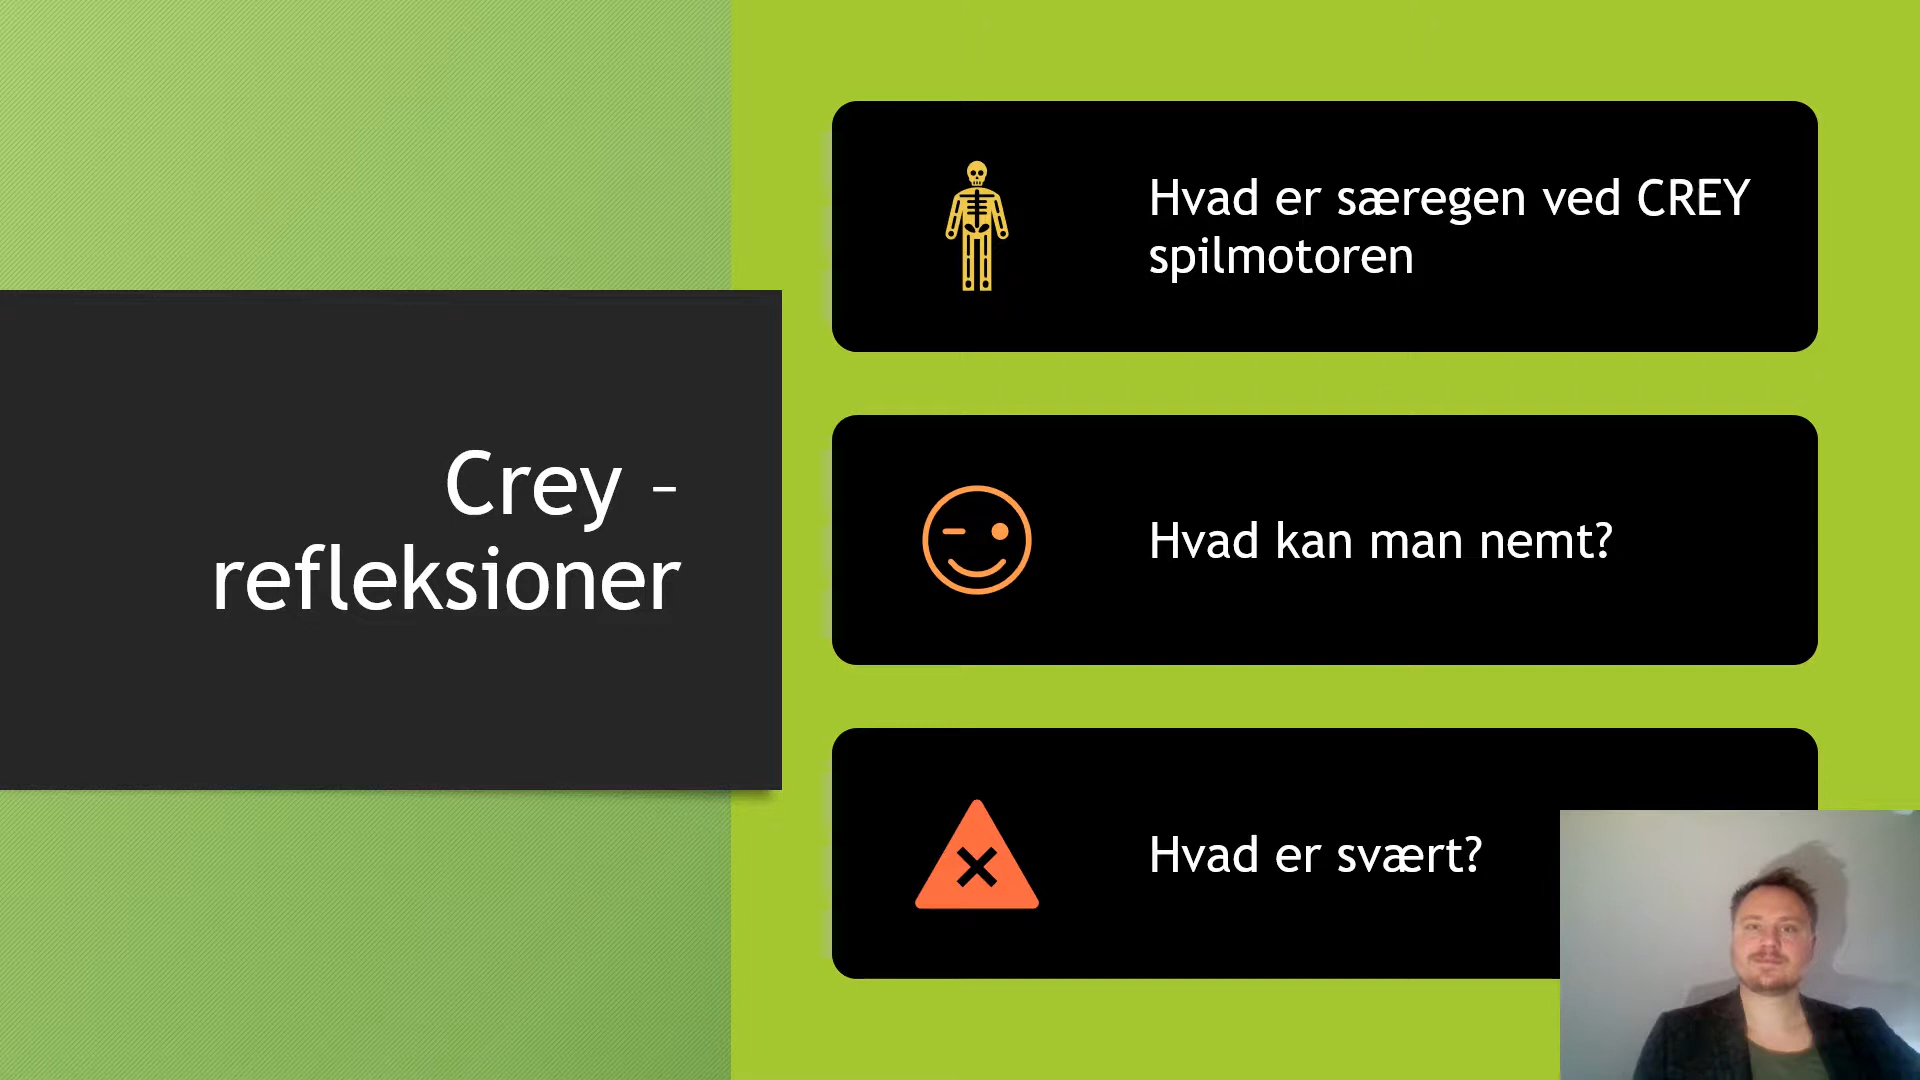 Crey –
refleksioner
Hvad er særegen ved CREY
spilmotoren
Hvad kan man nemt?
Hvad er svært?